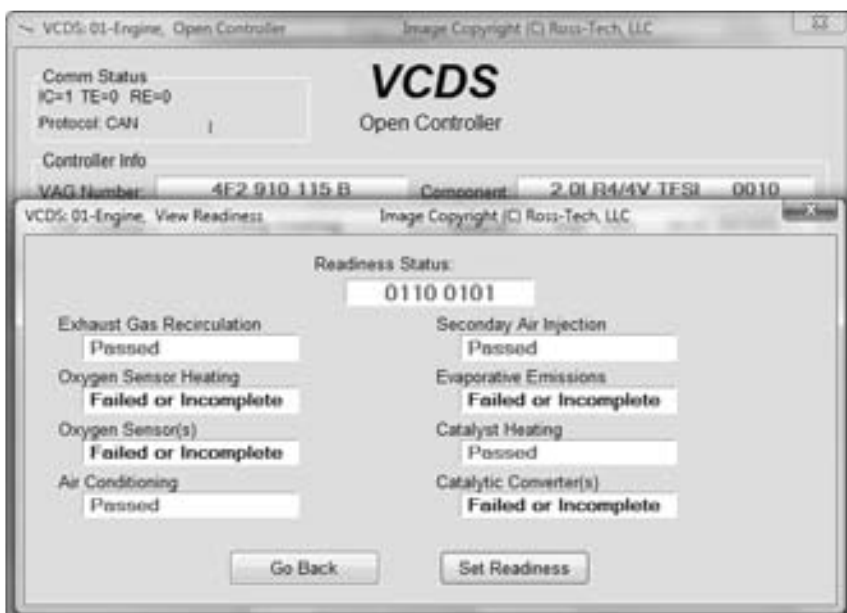 VCDS: 01-Engine, Open Controller
Image Copyright (C) Ross-Tech, LLC
Comm Status
IC=1 TE=0 RE=0
Protocol: CAN
VCDS
Open Controller
Controller Info
VAG Number: 4F2 910 115 B Component: 2.0l R4/4V TFSI 0010
VCDS: 01-Engine, View Readiness
Image Copyright (C) Ross-Tech, LLC
Readiness Status:
0110 0101
Exhaust Gas Recirculation
Passed
Seconday Air Injection
Passed
Oxygen Sensor Heating
Failed or Incomplete
Evaporative Emissions
Failed or Incomplete
Oxygen Sensor(s)
Failed or Incomplete
Catalyst Heating
Passed
Air Conditioning
Passed
Catalytic Converter(s)
Failed or Incomplete
Go Back
Set Readiness